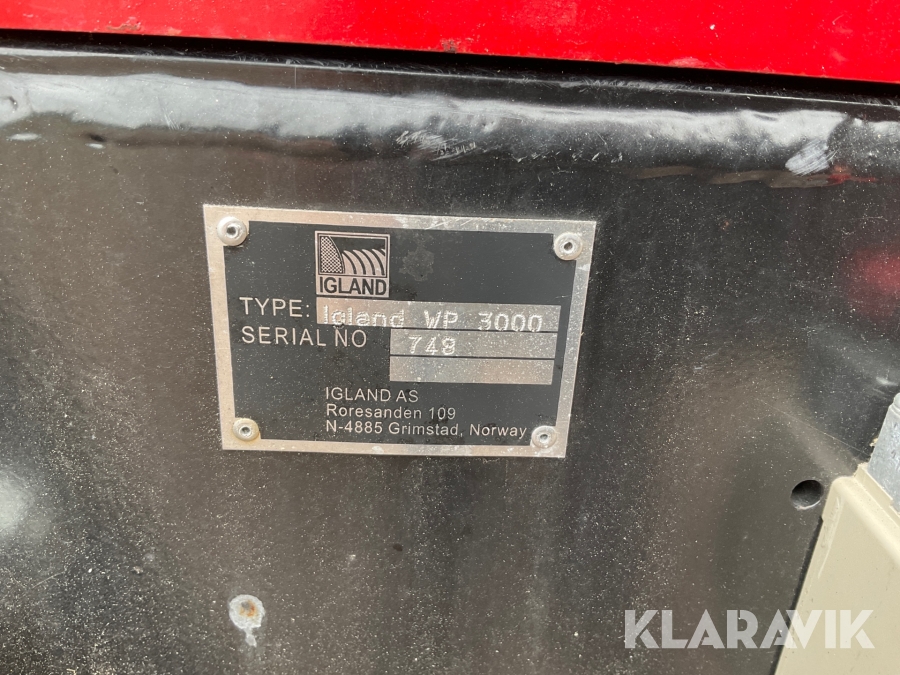 IGLAND
TYPE: Igland WP 3000
SERIAL NO 748
IGLAND AS
Roresanden 109
N-4885 Grimstad, Norway
KLARAVIK